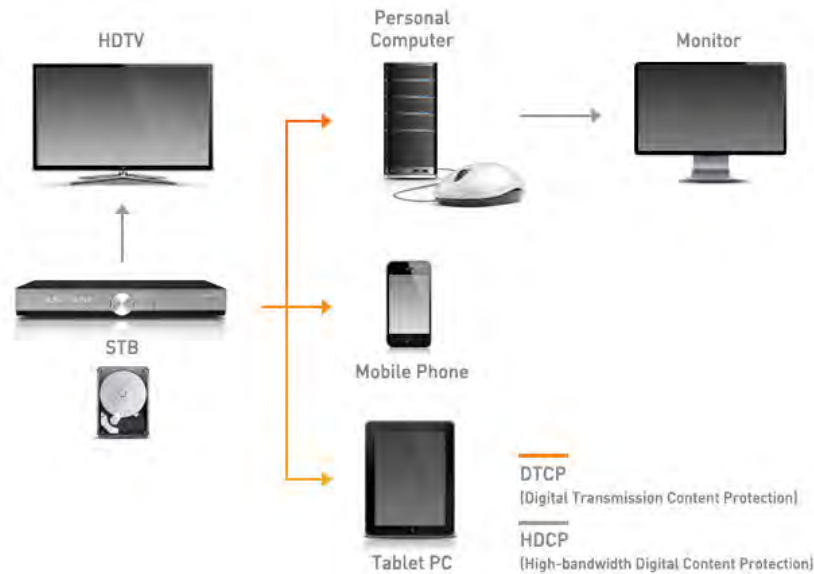 HDTV
Personal
Computer
Monitor
STB
Mobile Phone
Tablet PC
DTCP
(Digital Transmission Content Protection)
HDCP
(High-bandwidth Digital Content Protection)